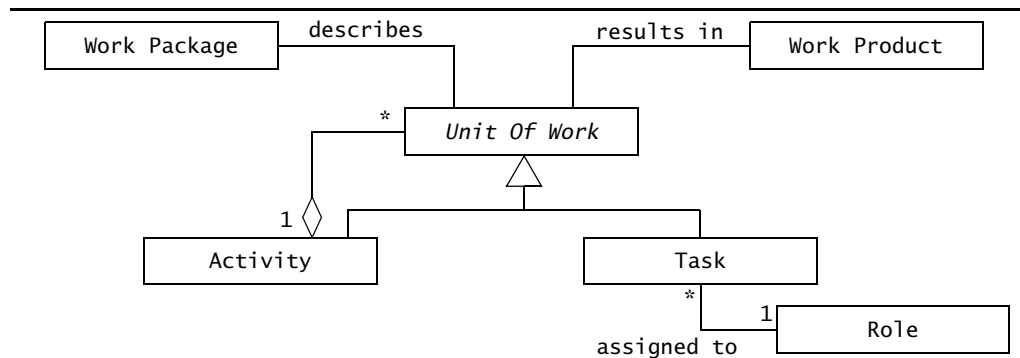 describes
results in
Work Package
Work Product
*
Unit Of Work
1
Activity
Task
*
1
Role
assigned to